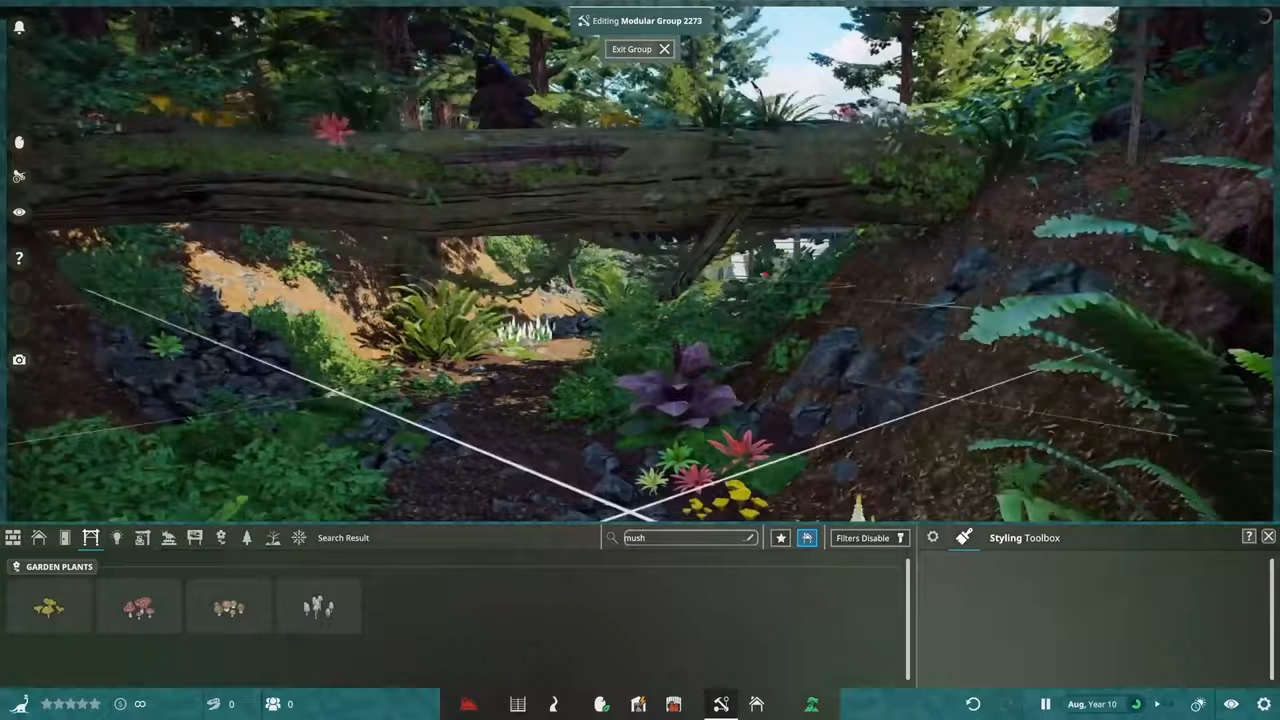 Editing Modular Group 2273
Exit Group
?
Search Result
mush
Filters Disable
Styling Toolbox
?
GARDEN PLANTS
0
0
Aug, Year 10